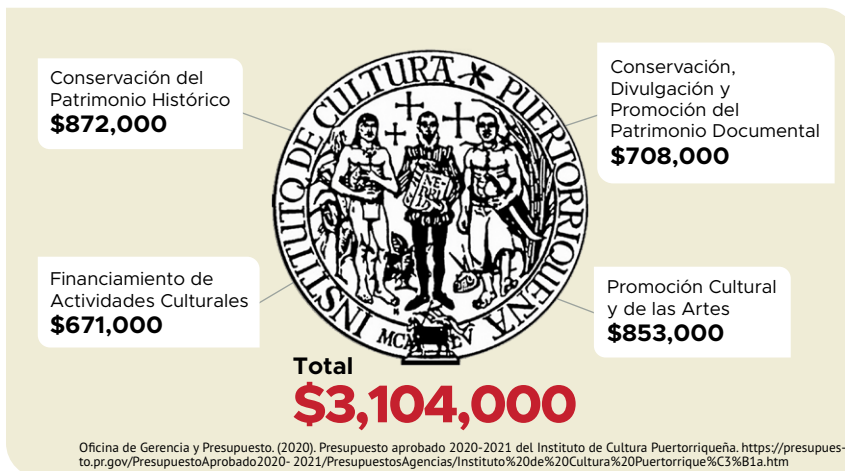 Conservación del
Patrimonio Histórico
$872,000
Conservación,
Divulgación y
Promoción del
Patrimonio Documental
$708,000
INSTITUTO DE CULTURA * PUERTORRIQUEÑA
Financiamiento de
Actividades Culturales
$671,000
Promoción Cultural
y de las Artes
$853,000
Total
$3,104,000
Oficina de Gerencia y Presupuesto. (2020). Presupuesto aprobado 2020-2021 del Instituto de Cultura Puertorriqueña. https://presupues-
to.pr.gov/PresupuestoAprobado2020- 2021/PresupuestosAgencias/Instituto%20de%20Cultura%20Puertorrique%C3%B1a.htm